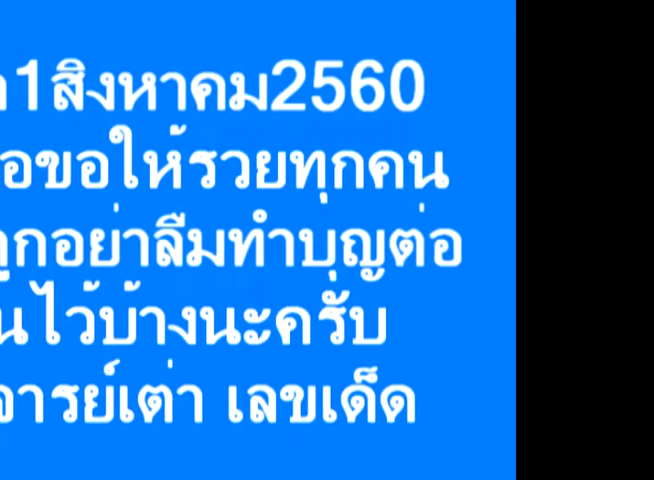 1สิงหาคม2560
อขอให้รวยทุกคน
ูกอย่าลืมทำบุญต่อ
นไว้บ้างนะครับ
จารย์เต่า เลขเด็ด